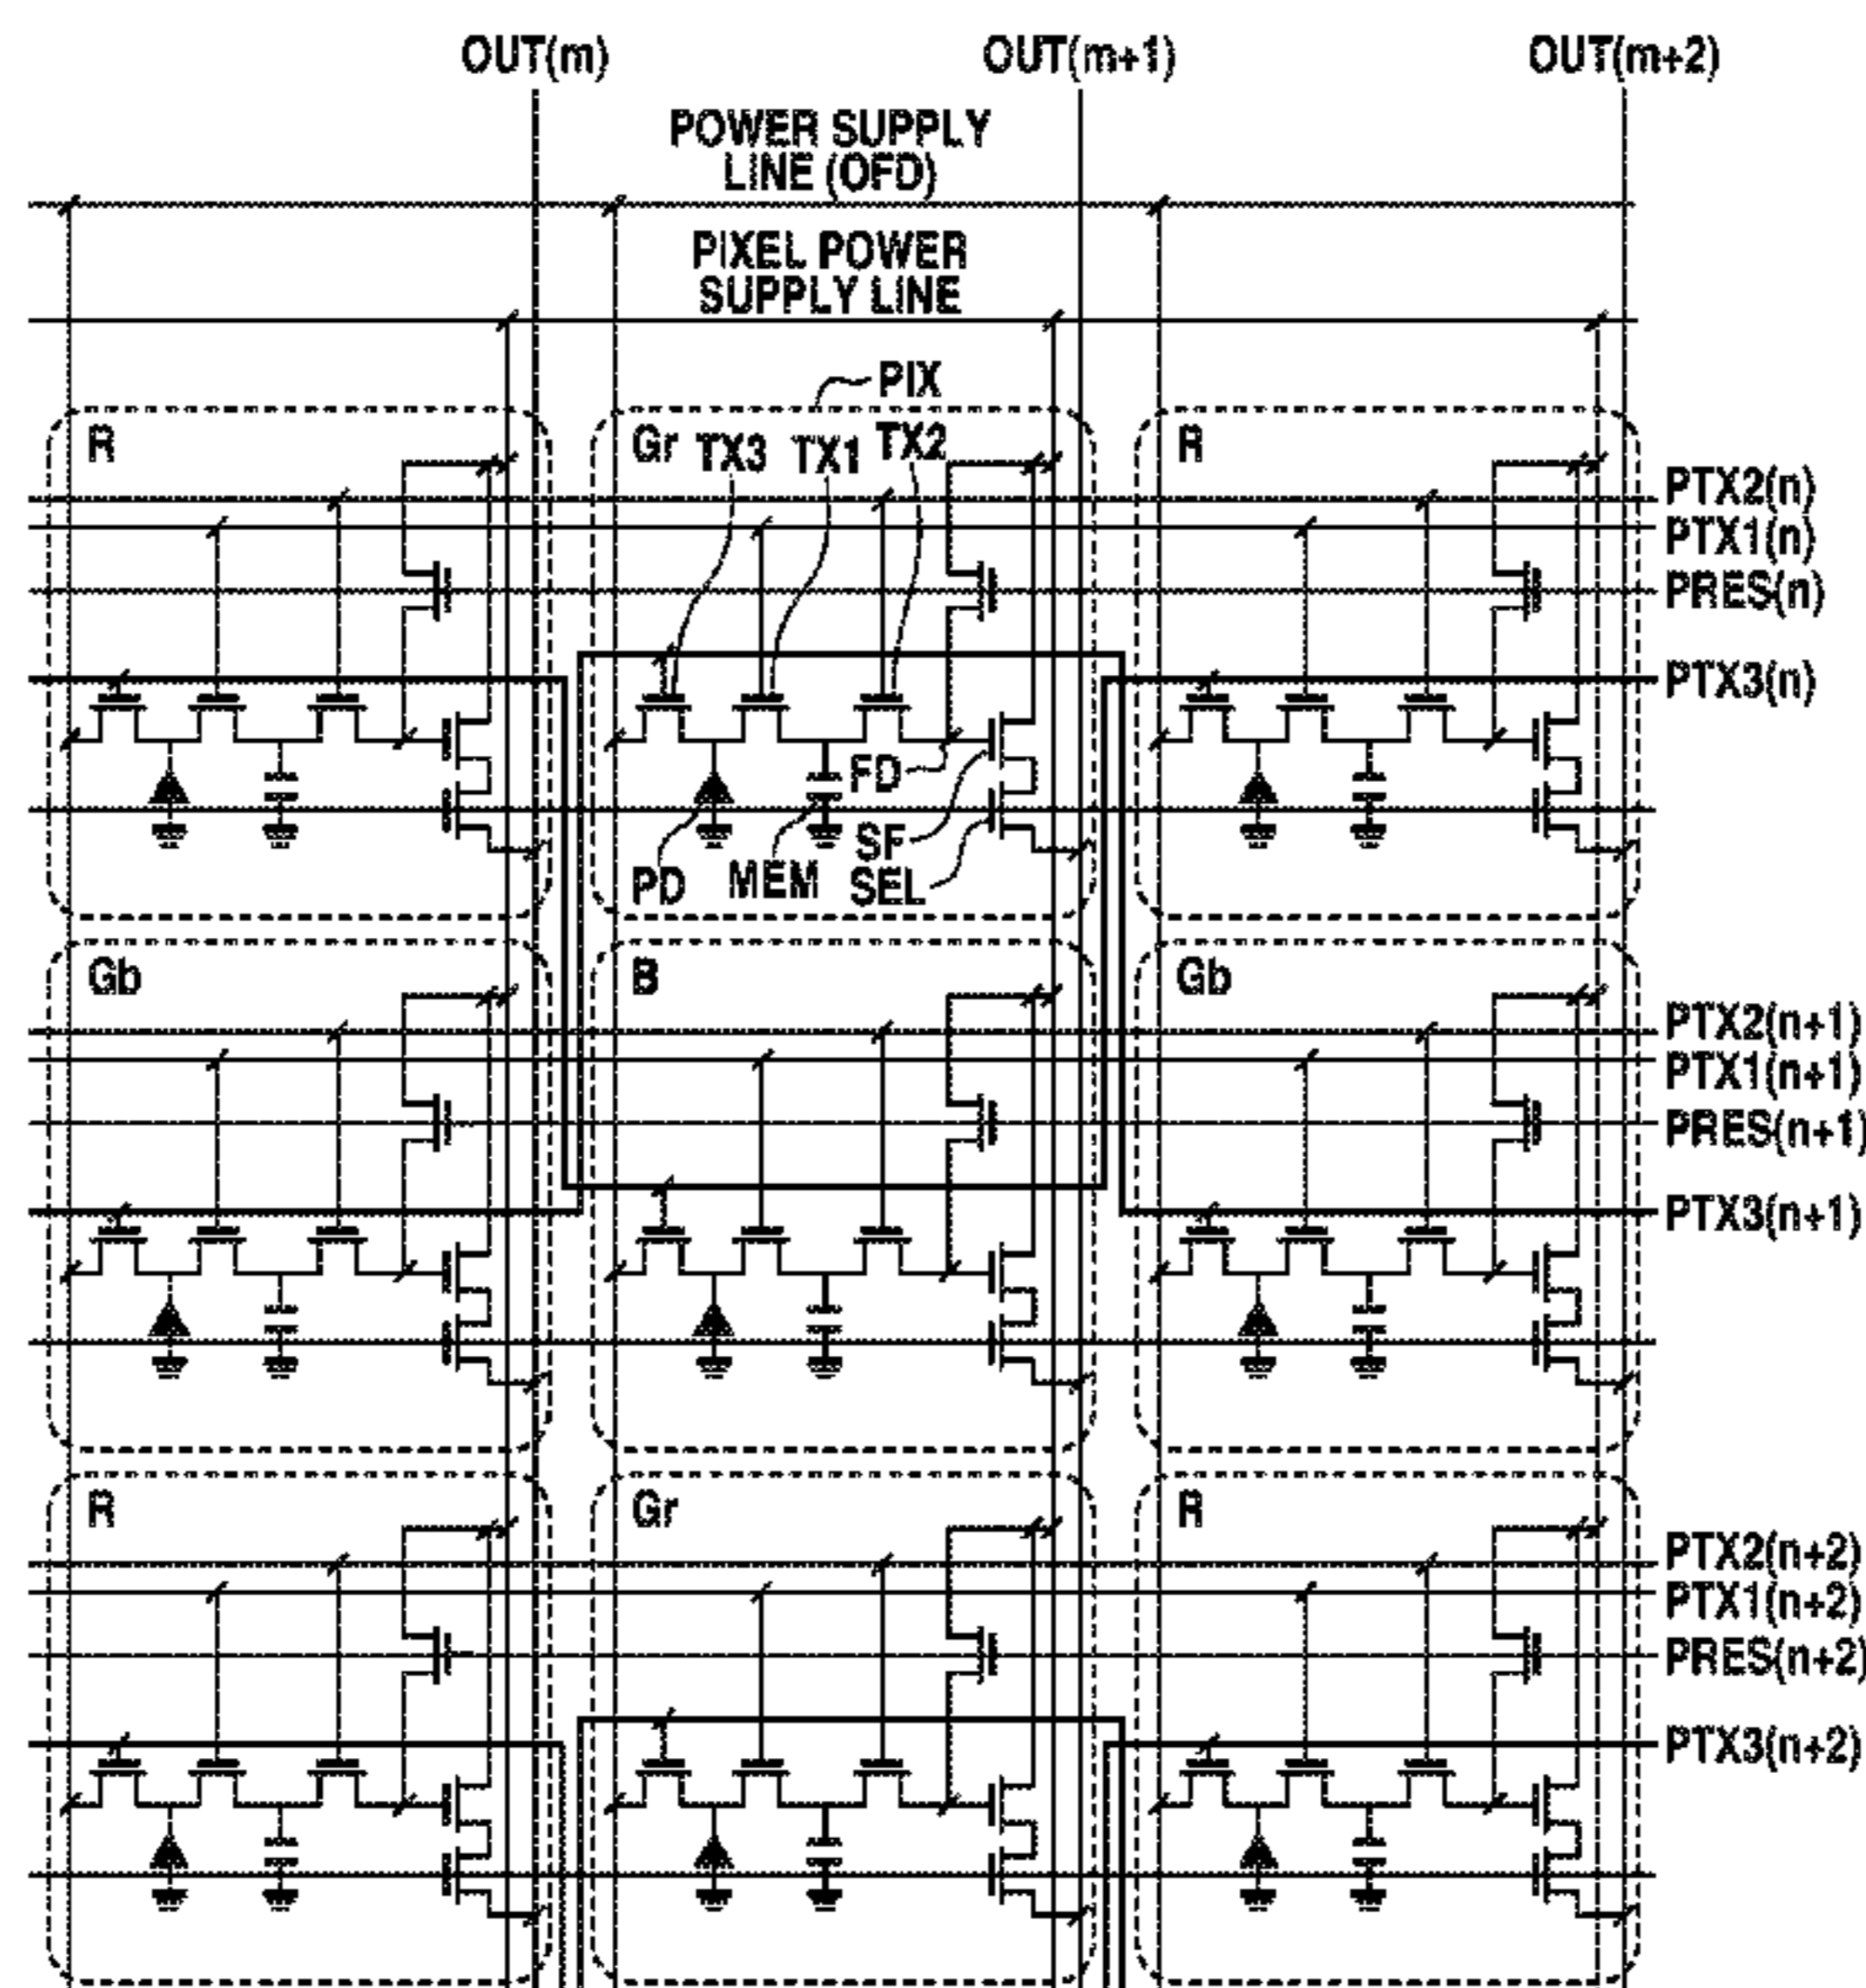 OUT(m) OUT(m+1) OUT(m+2)
POWER SUPPLY
LINE (OFD)
PIXEL POWER
SUPPLY LINE
PIX
R Gr TX3 TX1 TX2 R
PTX2(n)
PTX1(n)
PRES(n)
PTX3(n)
FD
SF
PD MEM SEL
Gb B Gb
PTX2(n+1)
PTX1(n+1)
PRES(n+1)
PTX3(n+1)
R Gr R
PTX2(n+2)
PTX1(n+2)
PRES(n+2)
PTX3(n+2)